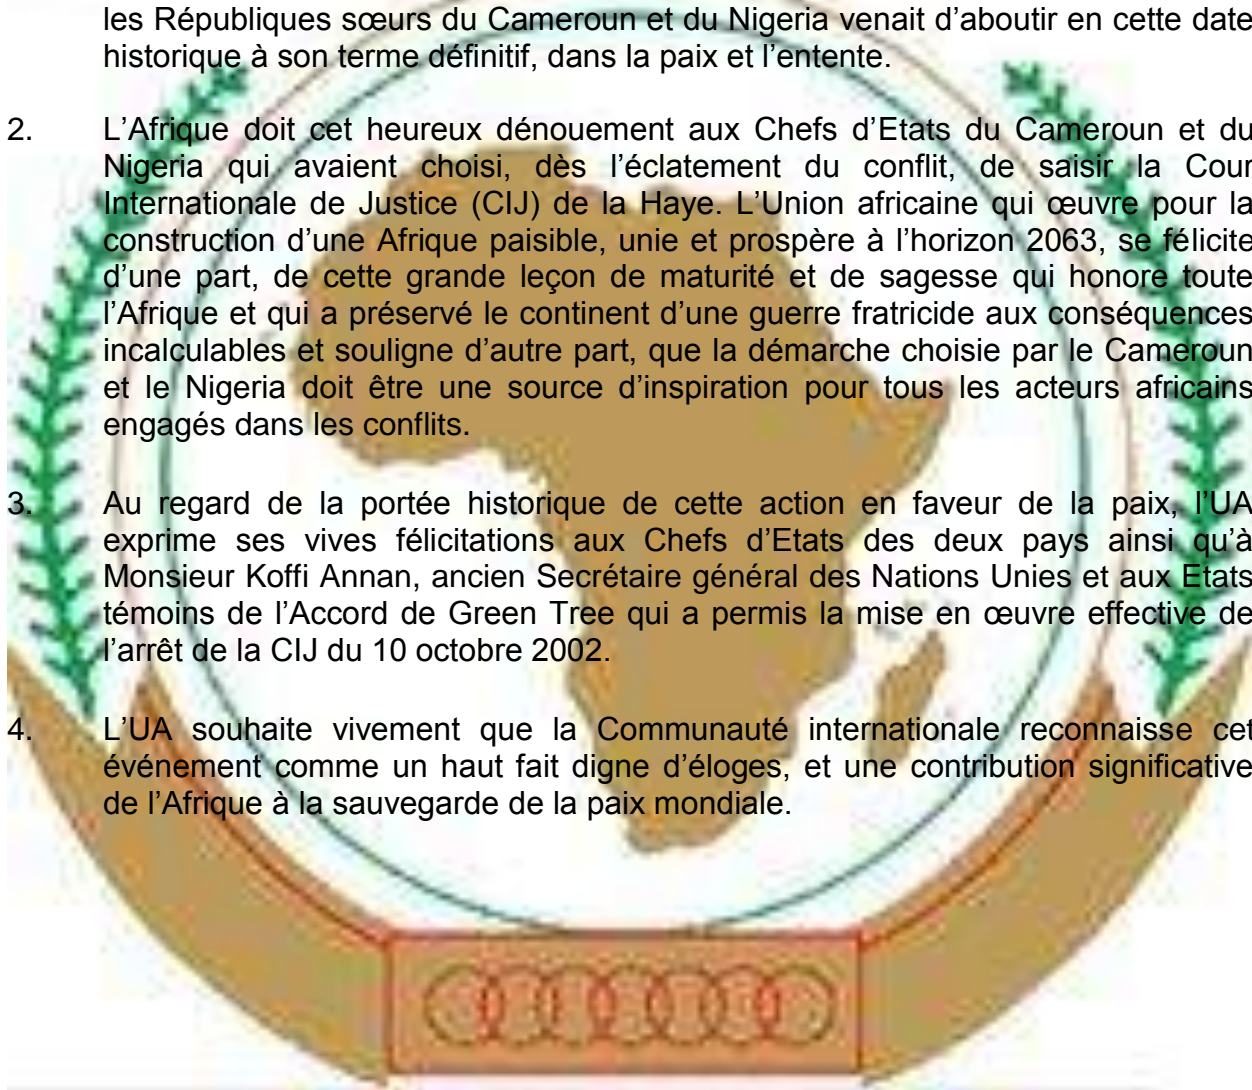 les Républiques sœurs du Cameroun et du Nigeria venait d’aboutir en cette date
historique à son terme définitif, dans la paix et l’entente.
2. L’Afrique doit cet heureux dénouement aux Chefs d’Etats du Cameroun et du
Nigeria qui avaient choisi, dès l’éclatement du conflit, de saisir la Cour
Internationale de Justice (CIJ) de la Haye. L’Union africaine qui œuvre pour la
construction d’une Afrique paisible, unie et prospère à l’horizon 2063, se félicite
d’une part, de cette grande leçon de maturité et de sagesse qui honore toute
l’Afrique et qui a préservé le continent d’une guerre fratricide aux conséquences
incalculables et souligne d’autre part, que la démarche choisie par le Cameroun
et le Nigeria doit être une source d’inspiration pour tous les acteurs africains
engagés dans les conflits.
3. Au regard de la portée historique de cette action en faveur de la paix, l’UA
exprime ses vives félicitations aux Chefs d’Etats des deux pays ainsi qu’à
Monsieur Koffi Annan, ancien Secrétaire général des Nations Unies et aux Etats
témoins de l’Accord de Green Tree qui a permis la mise en œuvre effective de
l’arrêt de la CIJ du 10 octobre 2002.
4. L’UA souhaite vivement que la Communauté internationale reconnaisse cet
événement comme un haut fait digne d’éloges, et une contribution significative
de l’Afrique à la sauvegarde de la paix mondiale.